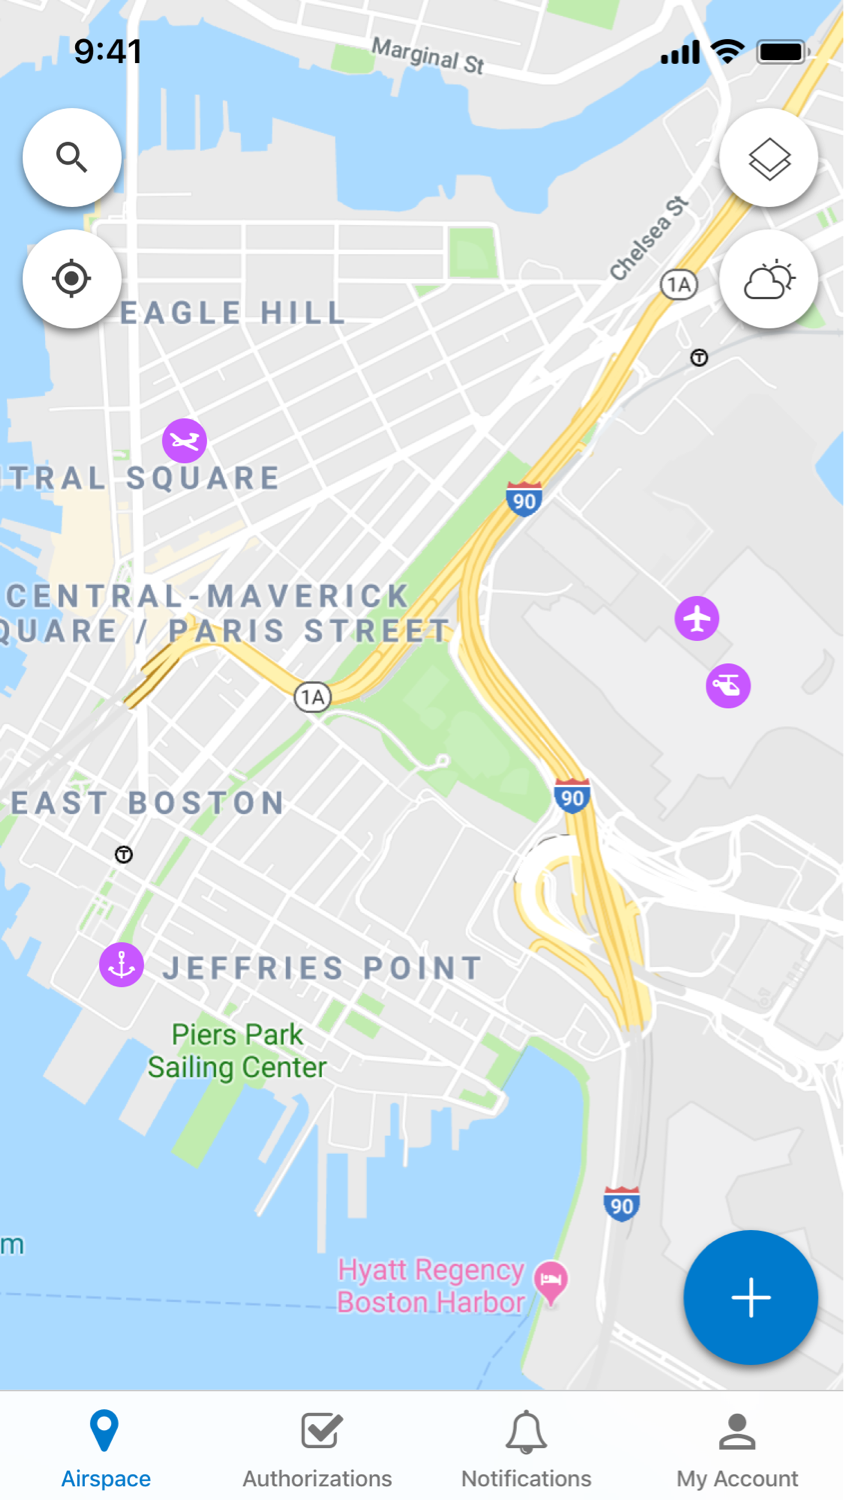 9:41
Marginal St
Chelsea St
1A
EAGLE HILL
T
TRAL SQUARE
90
CENTRAL-MAVERICK
QUARE / PARIS STREET
1A
90
EAST BOSTON
T
JEFFRIES POINT
Piers Park
Sailing Center
90
m
Hyatt Regency
Boston Harbor
Airspace
Authorizations
Notifications
My Account